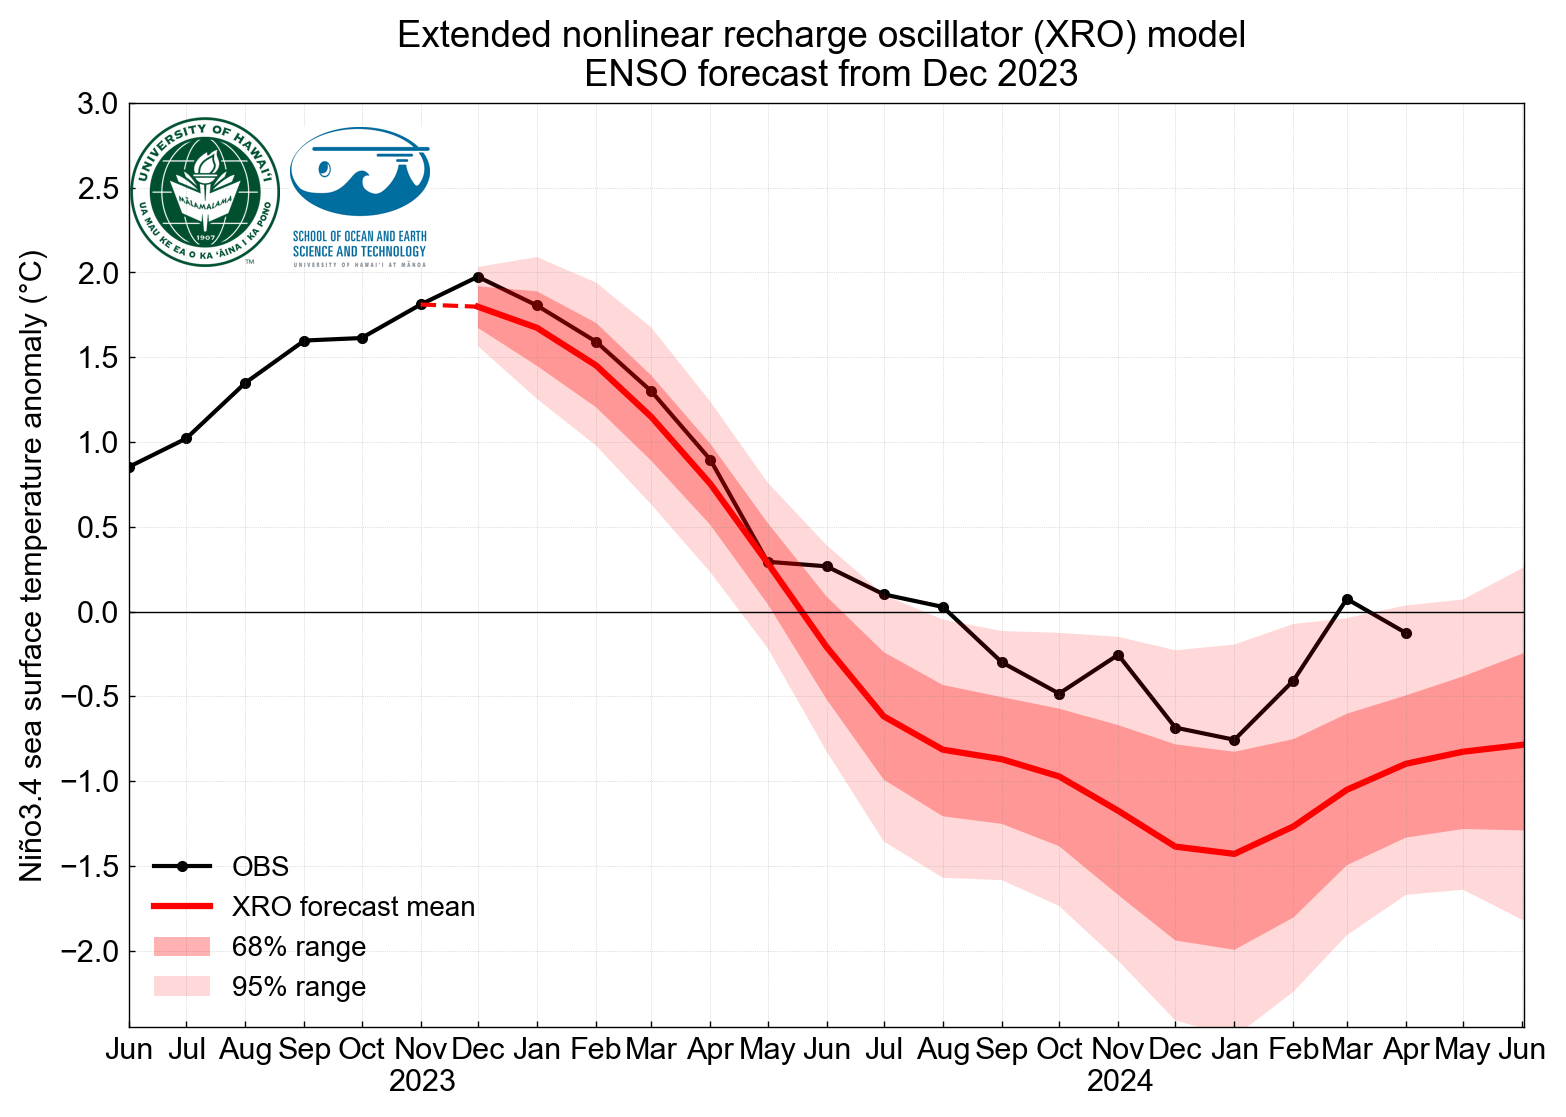 Extended nonlinear recharge oscillator (XRO) model
ENSO forecast from Dec 2023
UNIVERSITY OF HAWAIʻI
UA MAU KE EA O KA ʻĀINA I KA PONO
MĀLAMALAMA
1907
TM
SCHOOL OF OCEAN AND EARTH
SCIENCE AND TECHNOLOGY
UNIVERSITY OF HAWAIʻI AT MĀNOA
Niño3.4 sea surface temperature anomaly (°C)
3.0
2.5
2.0
1.5
1.0
0.5
0.0
−0.5
−1.0
−1.5
−2.0
OBS
XRO forecast mean
68% range
95% range
Jun Jul Aug Sep Oct Nov Dec Jan Feb Mar Apr May Jun Jul Aug Sep Oct Nov Dec Jan Feb Mar Apr May Jun
2023 2024